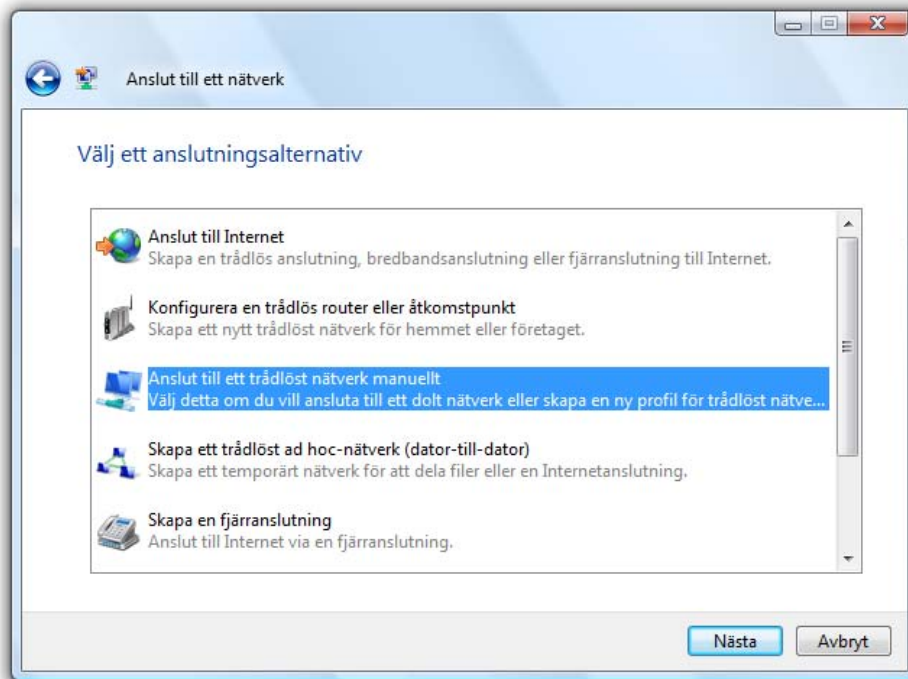 Anslut till ett nätverk
Välj ett anslutningsalternativ
Anslut till Internet
Skapa en trådlös anslutning, bredbandsanslutning eller fjärranslutning till Internet.
Konfigurera en trådlös router eller åtkomstpunkt
Skapa ett nytt trådlöst nätverk för hemmet eller företaget.
Anslut till ett trådlöst nätverk manuellt
Välj detta om du vill ansluta till ett dolt nätverk eller skapa en ny profil för trådlöst nätve...
Skapa ett trådlöst ad hoc-nätverk (dator-till-dator)
Skapa ett temporärt nätverk för att dela filer eller en Internetanslutning.
Skapa en fjärranslutning
Anslut till Internet via en fjärranslutning.
Nästa Avbryt